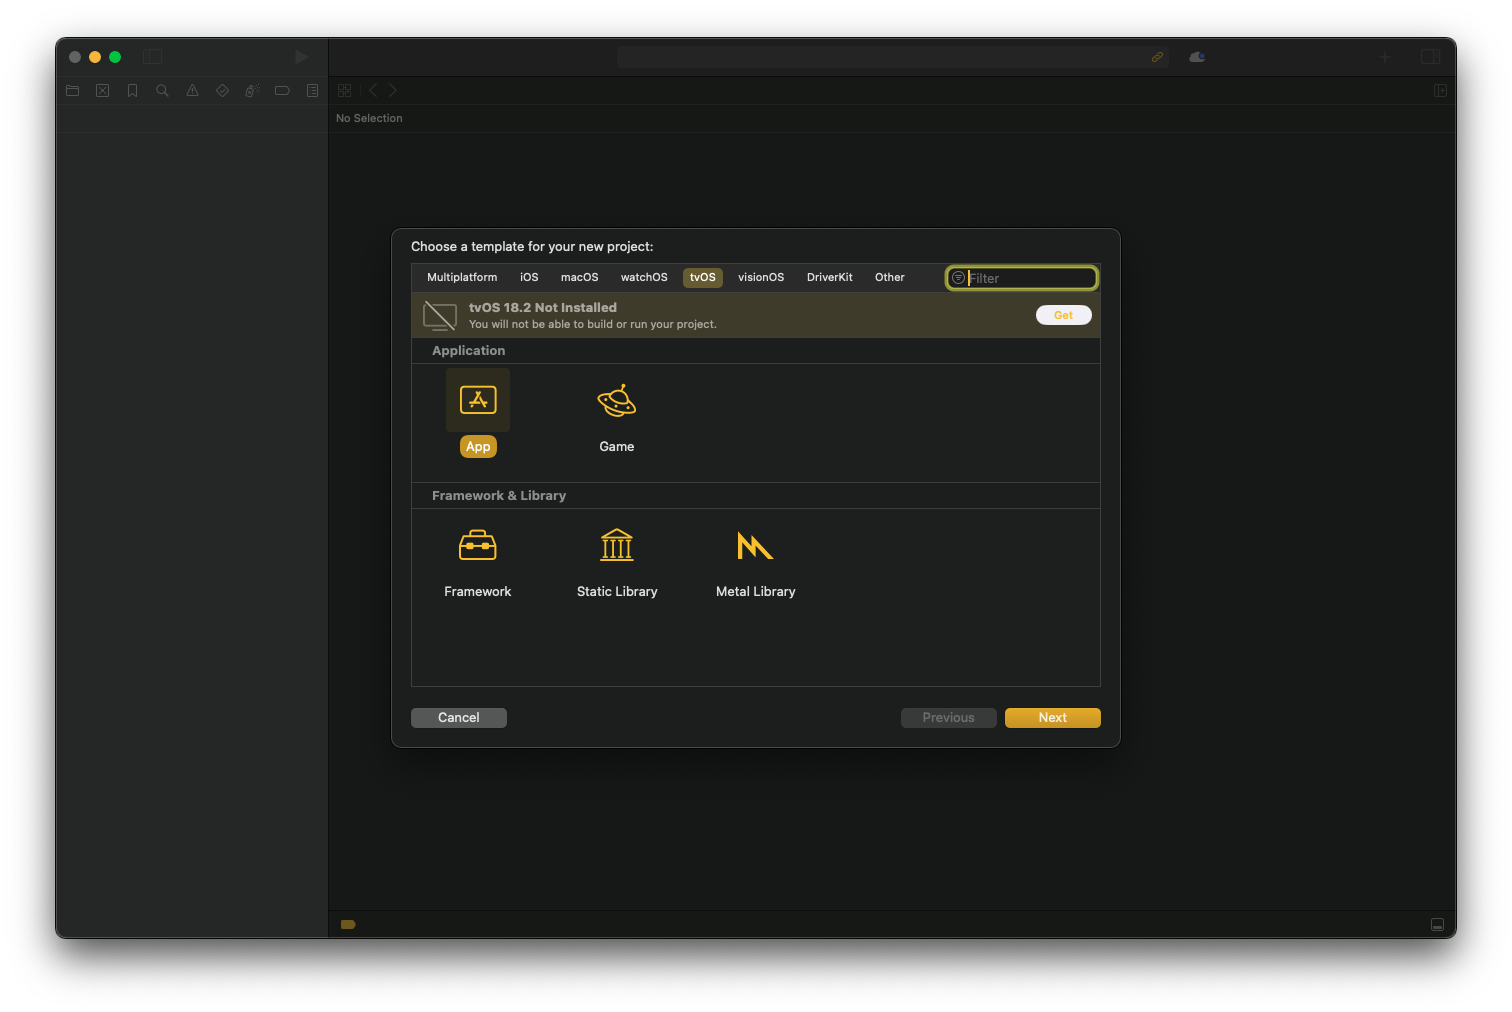 No Selection
Choose a template for your new project:
Multiplatform iOS macOS watchOS tvOS visionOS DriverKit Other Filter
tvOS 18.2 Not Installed
You will not be able to build or run your project.
Get
Application
App Game
Framework & Library
Framework Static Library Metal Library
Cancel Previous Next